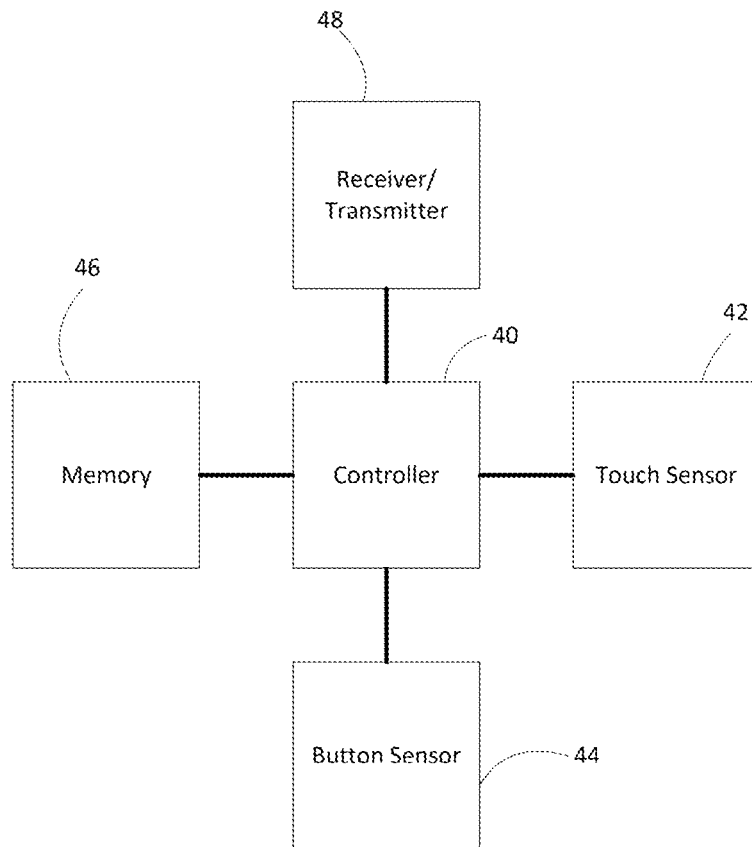 48
Receiver/
Transmitter
46
42
40
Memory
Controller
Touch Sensor
Button Sensor
44